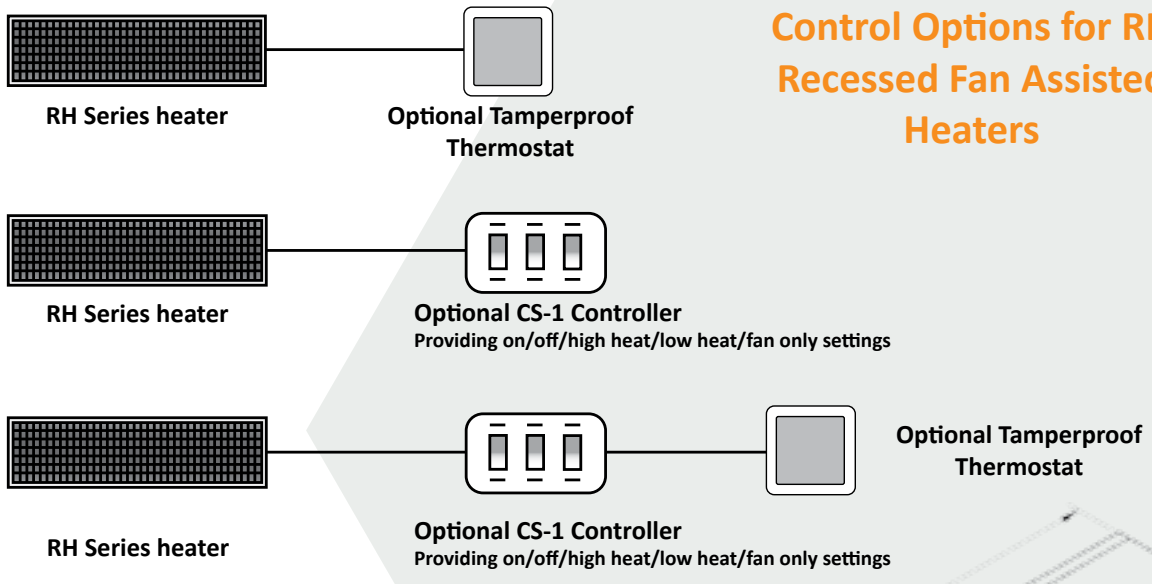 Control Options for RH
Recessed Fan Assisted
Heaters
RH Series heater
Optional Tamperproof
Thermostat
RH Series heater
Optional CS-1 Controller
Providing on/off/high heat/low heat/fan only settings
RH Series heater
Optional CS-1 Controller
Providing on/off/high heat/low heat/fan only settings
Optional Tamperproof
Thermostat